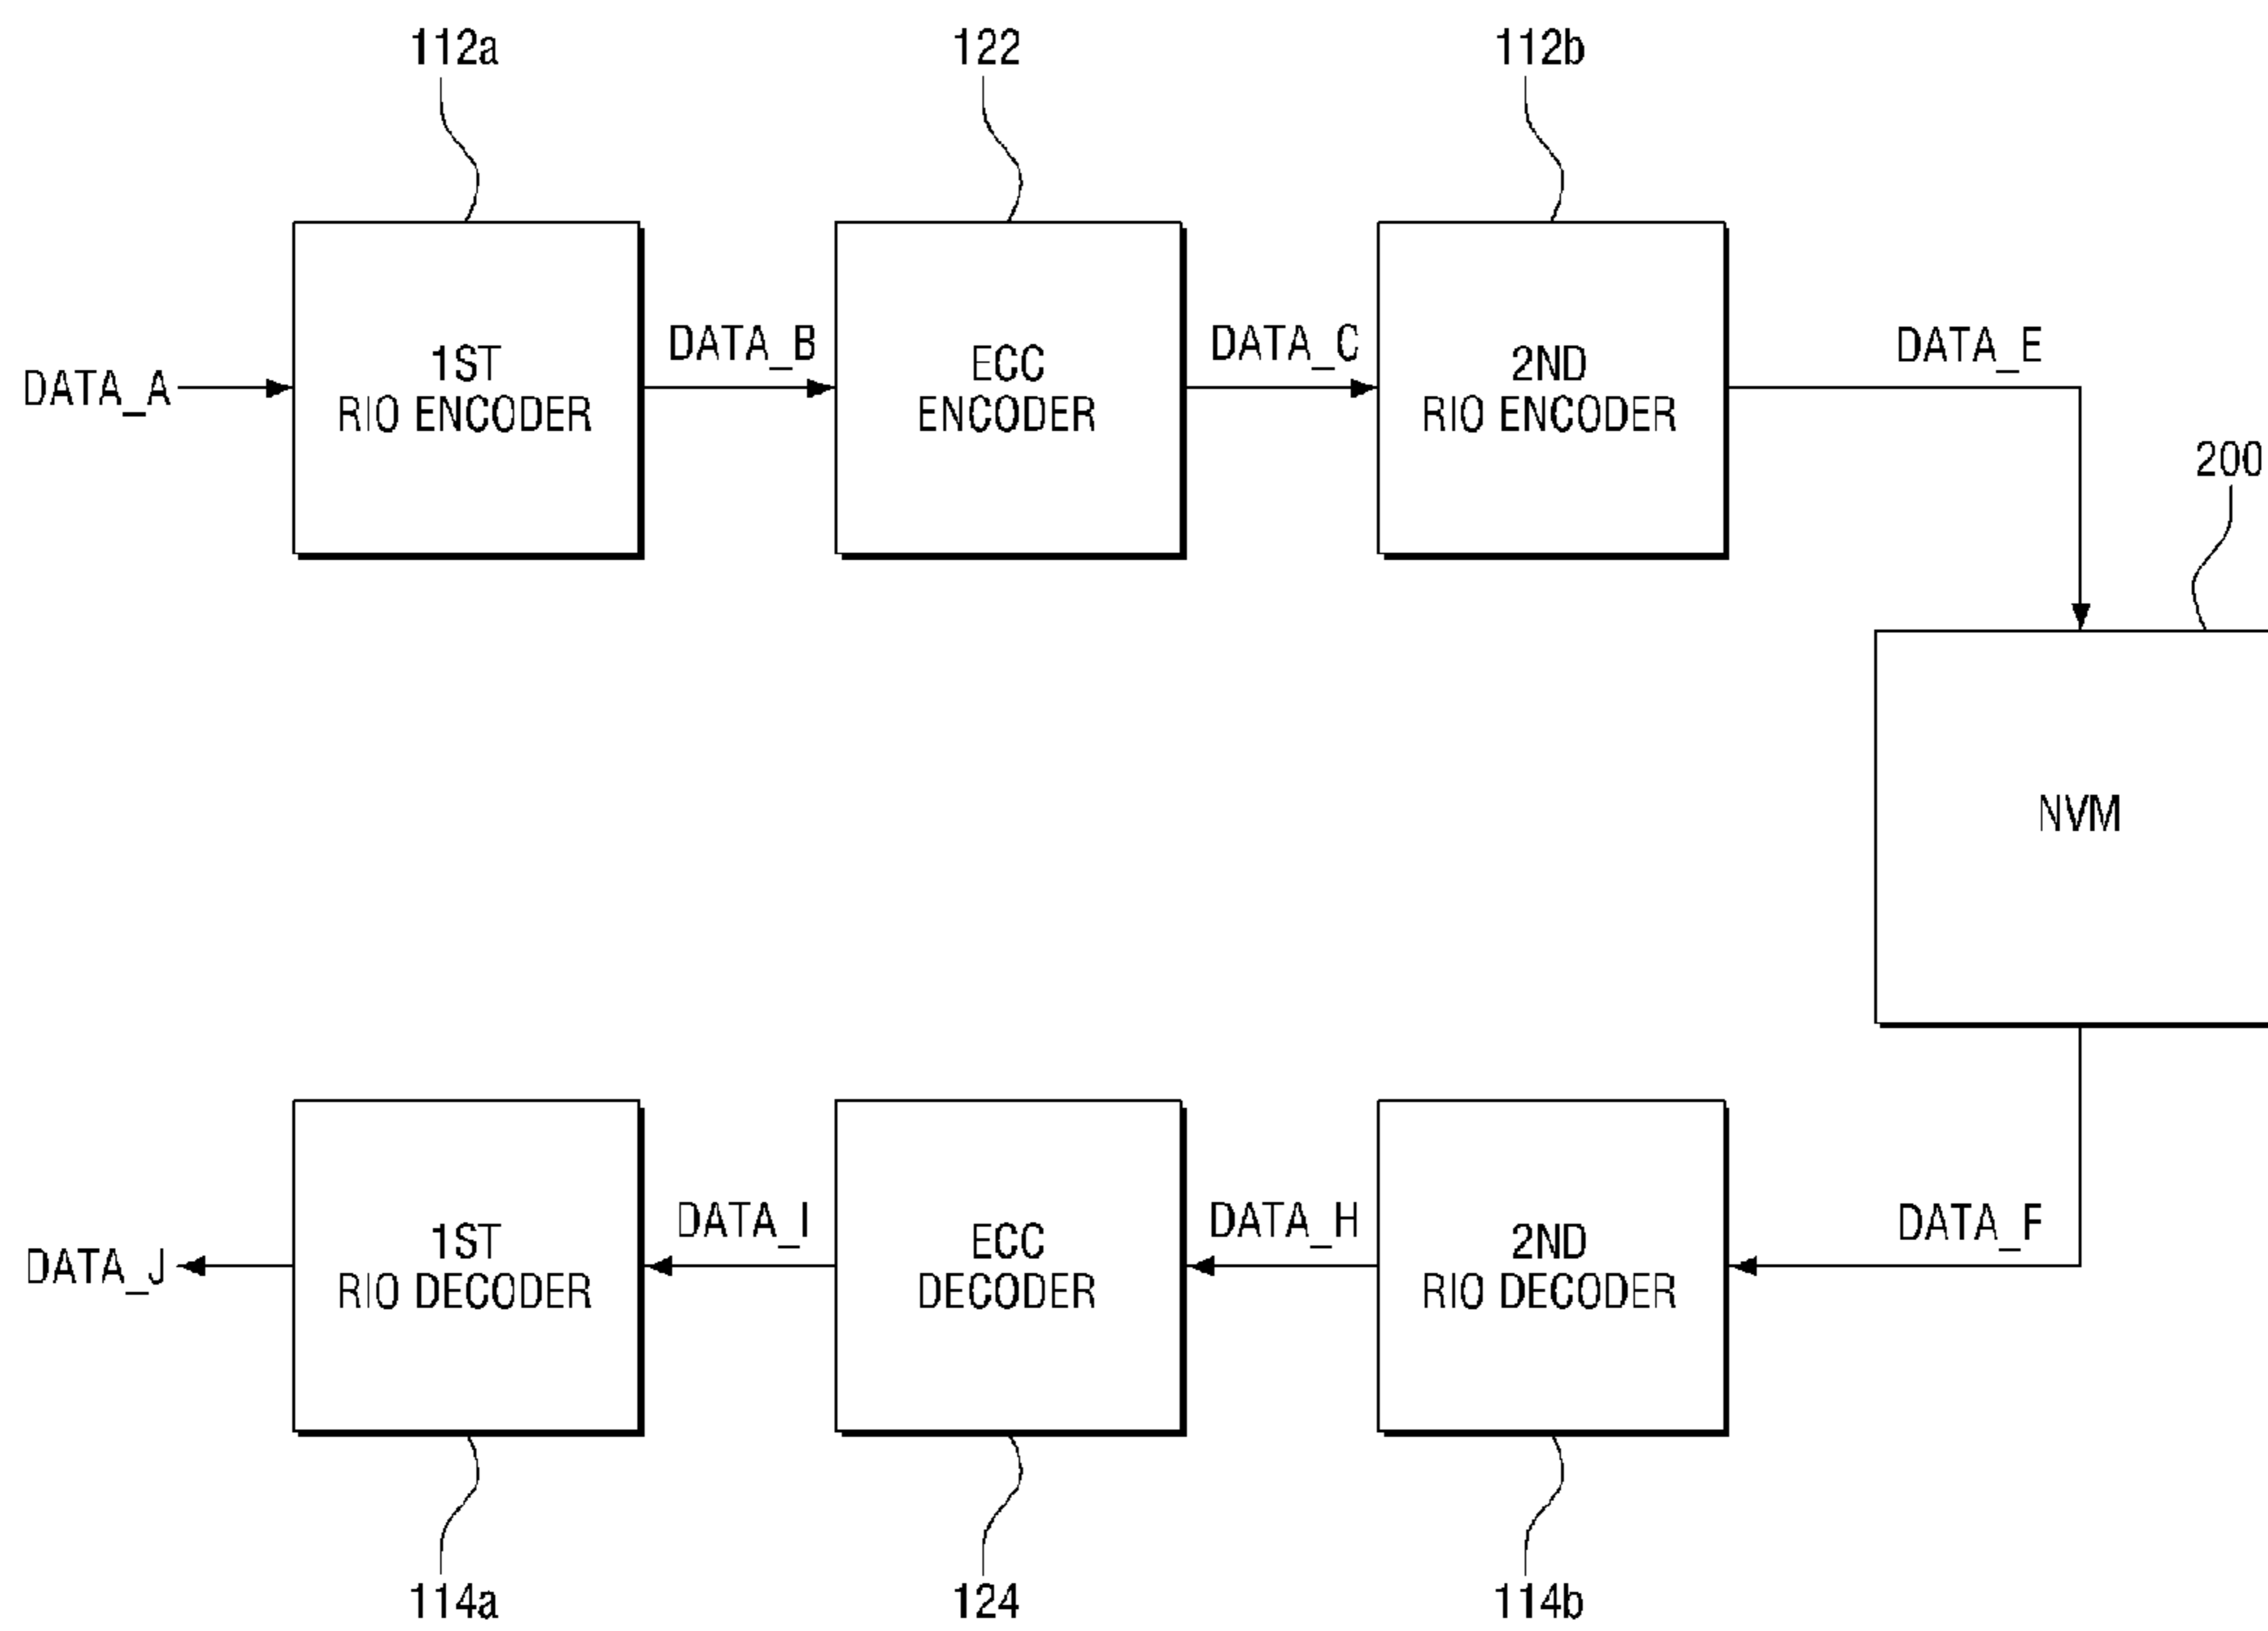 112a
122
112b
DATA_A
1ST
RIO ENCODER
DATA_B
ECC
ENCODER
DATA_C
2ND
RIO ENCODER
DATA_E
200
NVM
DATA_J
1ST
RIO DECODER
DATA_I
ECC
DECODER
DATA_H
2ND
RIO DECODER
DATA_F
114a
124
114b